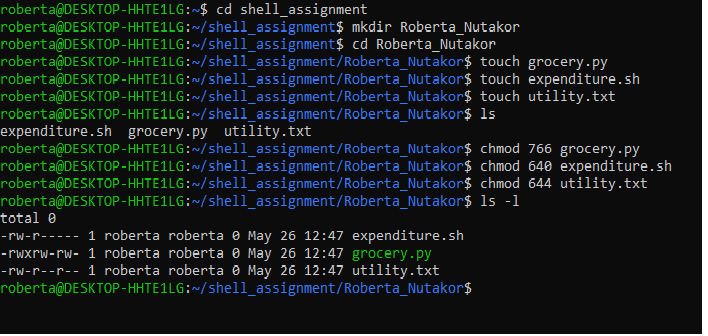 roberta@DESKTOP-HHTE1LG:~$ cd shell_assignment
roberta@DESKTOP-HHTE1LG:~/shell_assignment$ mkdir Roberta_Nutakor
roberta@DESKTOP-HHTE1LG:~/shell_assignment$ cd Roberta_Nutakor
roberta@DESKTOP-HHTE1LG:~/shell_assignment/Roberta_Nutakor$ touch grocery.py
roberta@DESKTOP-HHTE1LG:~/shell_assignment/Roberta_Nutakor$ touch expenditure.sh
roberta@DESKTOP-HHTE1LG:~/shell_assignment/Roberta_Nutakor$ touch utility.txt
roberta@DESKTOP-HHTE1LG:~/shell_assignment/Roberta_Nutakor$ ls
expenditure.sh  grocery.py  utility.txt
roberta@DESKTOP-HHTE1LG:~/shell_assignment/Roberta_Nutakor$ chmod 766 grocery.py
roberta@DESKTOP-HHTE1LG:~/shell_assignment/Roberta_Nutakor$ chmod 640 expenditure.sh
roberta@DESKTOP-HHTE1LG:~/shell_assignment/Roberta_Nutakor$ chmod 644 utility.txt
roberta@DESKTOP-HHTE1LG:~/shell_assignment/Roberta_Nutakor$ ls -l
total 0
-rw-r----- 1 roberta roberta 0 May 26 12:47 expenditure.sh
-rwxrw-rw- 1 roberta roberta 0 May 26 12:47 grocery.py
-rw-r--r-- 1 roberta roberta 0 May 26 12:47 utility.txt
roberta@DESKTOP-HHTE1LG:~/shell_assignment/Roberta_Nutakor$